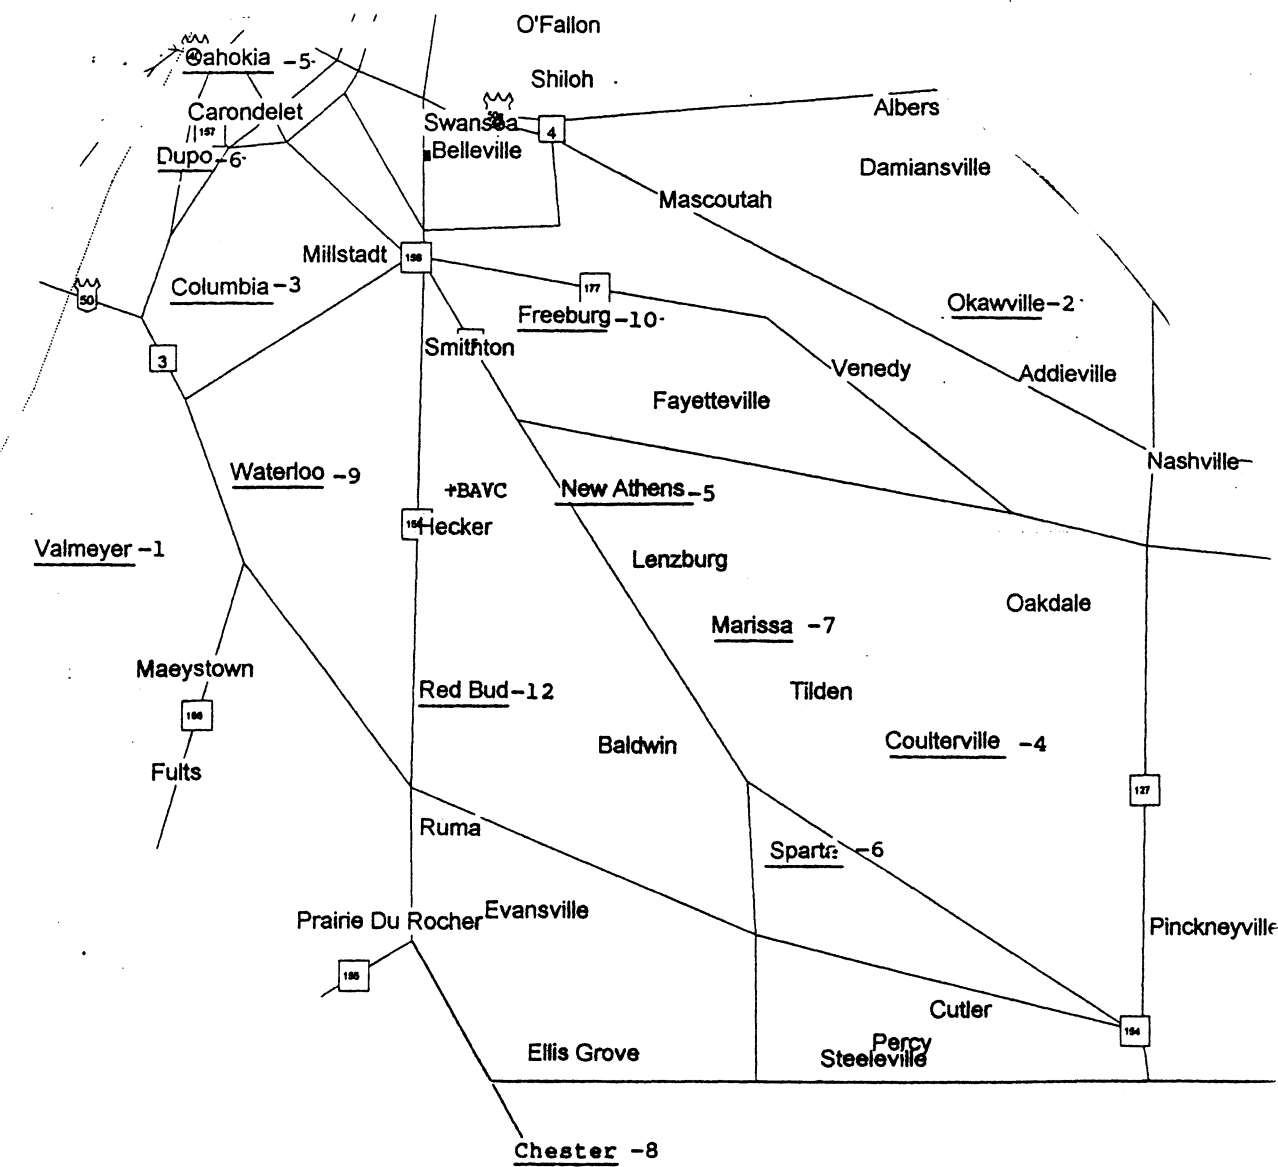 O'Fallon
Cahokia -5
Shiloh
Albers
Carondelet
157
Swansea
4
Belleville
Dupo-6
Damiansville
Mascoutah
Millstadt
Columbia-3
50
177
Okawville-2
Freeburg-10
3
Smithton
Venedy
Addieville
Fayetteville
Nashville
Waterloo -9
+BAVC
New Athens-5
Hecker
Valmeyer-1
Lenzburg
Oakdale
Marissa -7
Maeystown
Red Bud-12
Tilden
Baldwin
Coulterville -4
Fults
127
Ruma
Sparta -6
Evansville
Prairie Du Rocher
Pinckneyville
155
Cutler
154
Percy
Ellis Grove
Steeleville
Chester -8